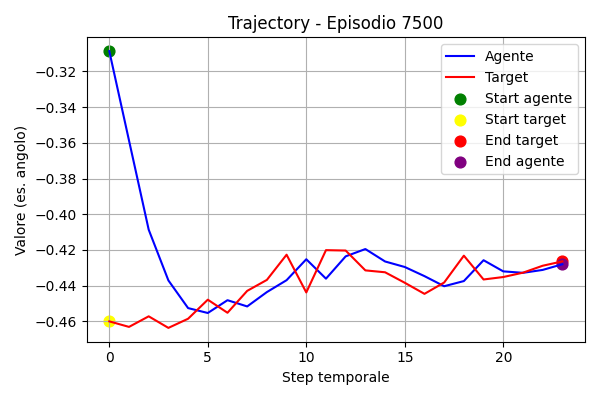 Trajectory - Episodio 7500
Valore (es. angolo)
−0.32
−0.34
−0.36
−0.38
−0.40
−0.42
−0.44
−0.46
Agente
Target
Start agente
Start target
End target
End agente
0 5 10 15 20
Step temporale